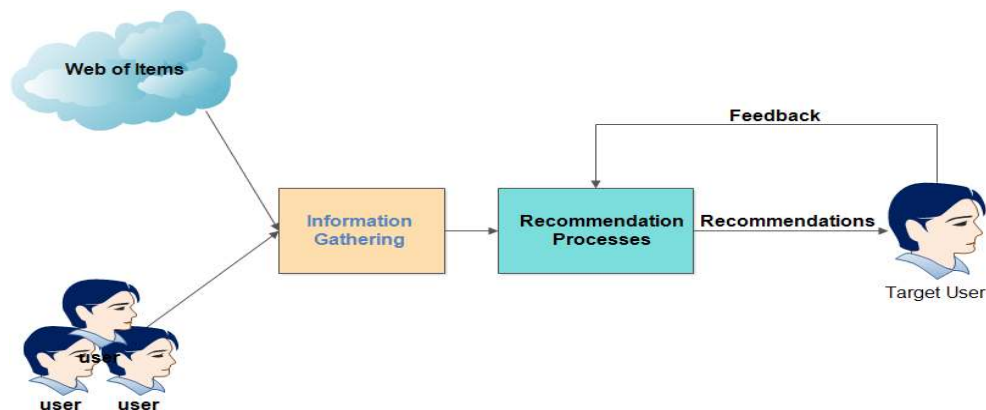 Web of Items
Feedback
Information
Gathering
Recommendation
Processes
Recommendations
Target User
user
user
user